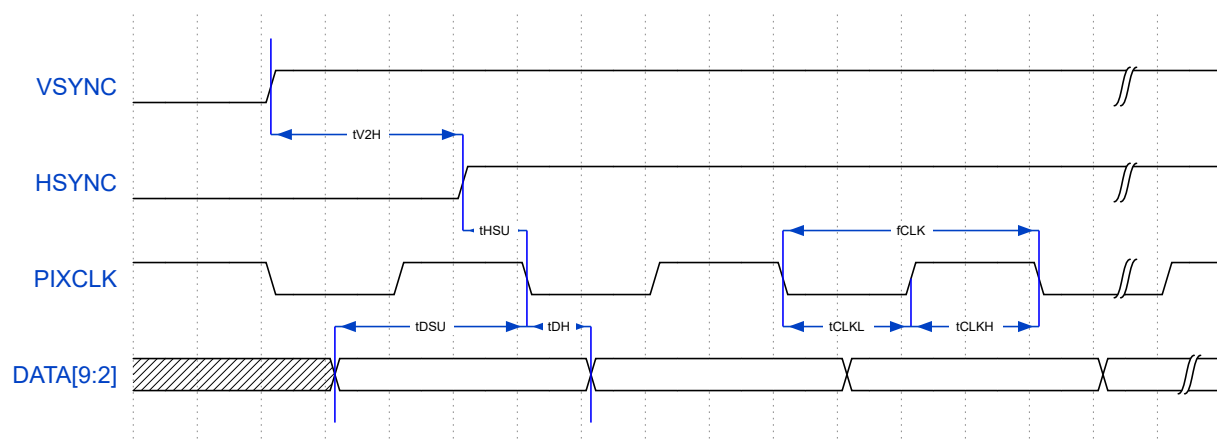 VSYNC
tV2H
HSYNC
tHSU
fCLK
PIXCLK
tDSU
tDH
tCLKL
tCLKH
DATA[9:2]